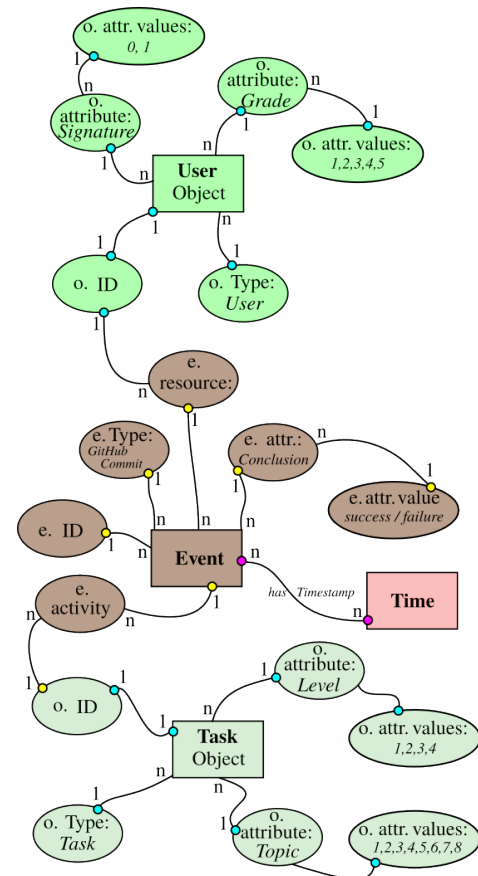 o. attr. values:
0, 1
1
n
o.
attribute:
Signature
1
o.
attribute:
Grade
n
1
1
o. attr. values:
1,2,3,4,5
n
n
User
Object
1
n
1
o. ID
1
1
o. Type:
User
n
e.
resource:
1
e. Type:
GitHub
Commit
1
e. attr.:
Conclusion
n
1
1
e. attr. value
success / failure
e. ID
1
n
n
n
n
Event
n
has Timestamp
n
Time
1
e.
activity
n
n
1
o. ID
1
1
o.
attribute:
Level
1
n
Task
Object
o. attr. values:
1,2,3,4
n
n
1
o. Type:
Task
1
o.
attribute:
Topic
o. attr. values:
1,2,3,4,5,6,7,8